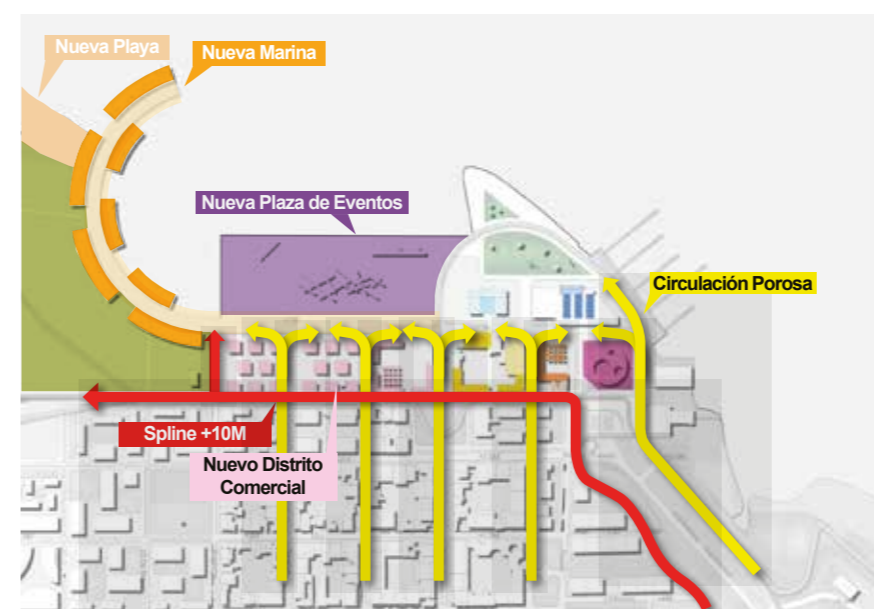 Nueva Playa
Nueva Marina
Nueva Plaza de Eventos
Circulación Porosa
Spline +10M
Nuevo Distrito
Comercial